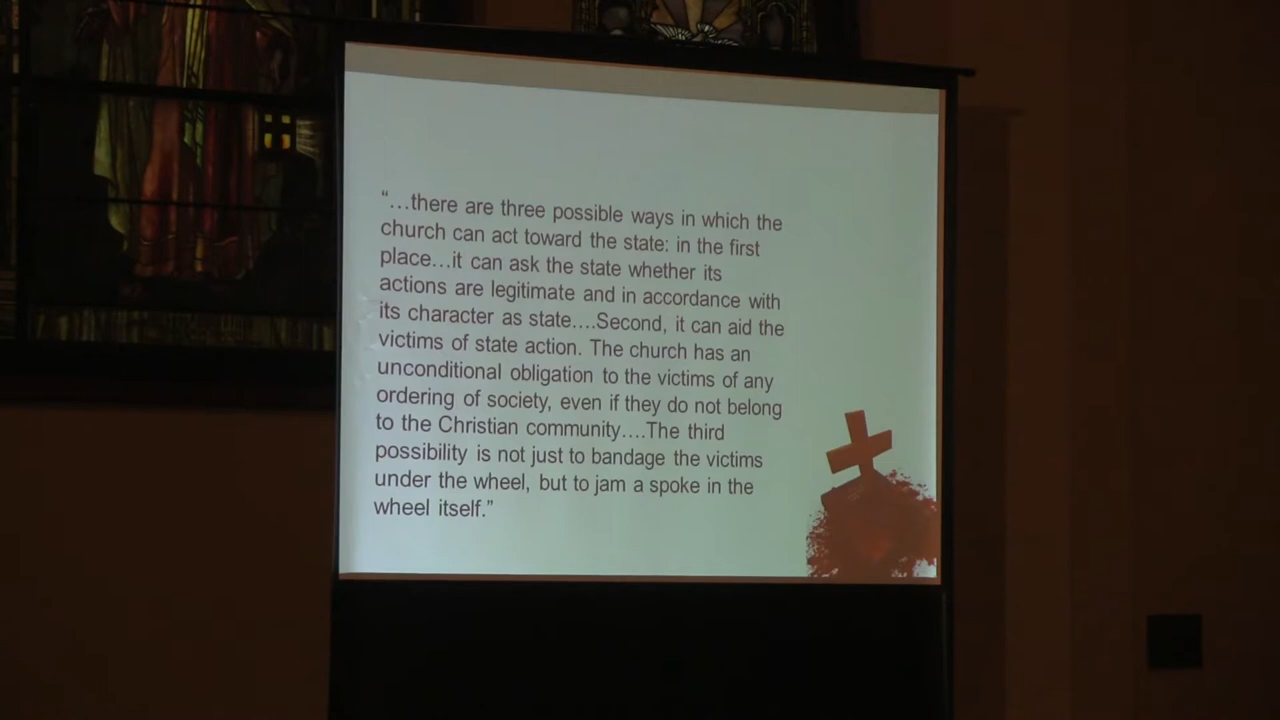 “…there are three possible ways in which the
church can act toward the state: in the first
place…it can ask the state whether its
actions are legitimate and in accordance with
its character as state….Second, it can aid the
victims of state action. The church has an
unconditional obligation to the victims of any
ordering of society, even if they do not belong
to the Christian community….The third
possibility is not just to bandage the victims
under the wheel, but to jam a spoke in the
wheel itself.”